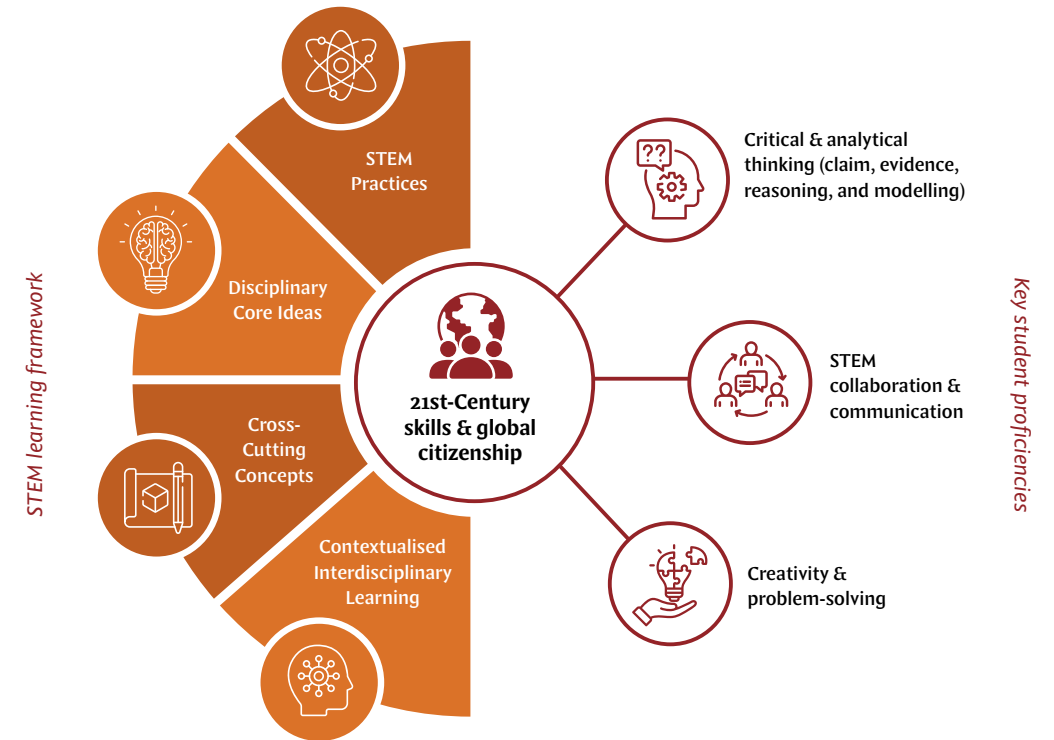 STEM learning framework
STEM
Practices
Disciplinary
Core Ideas
Cross-
Cutting
Concepts
Contextualised
Interdisciplinary
Learning
21st-Century
skills & global
citizenship
??
Critical & analytical
thinking (claim, evidence,
reasoning, and modelling)
STEM
collaboration &
communication
Creativity &
problem-solving
Key student proficiencies